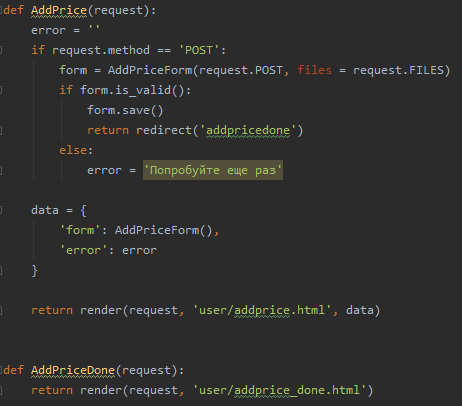 def AddPrice(request):
    error = ''
    if request.method == 'POST':
        form = AddPriceForm(request.POST, files = request.FILES)
        if form.is_valid():
            form.save()
            return redirect('addpricedone')
        else:
            error = 'Попробуйте еще раз'
    data = {
        'form': AddPriceForm(),
        'error': error
    }
    return render(request, 'user/addprice.html', data)
def AddPriceDone(request):
    return render(request, 'user/addprice_done.html')